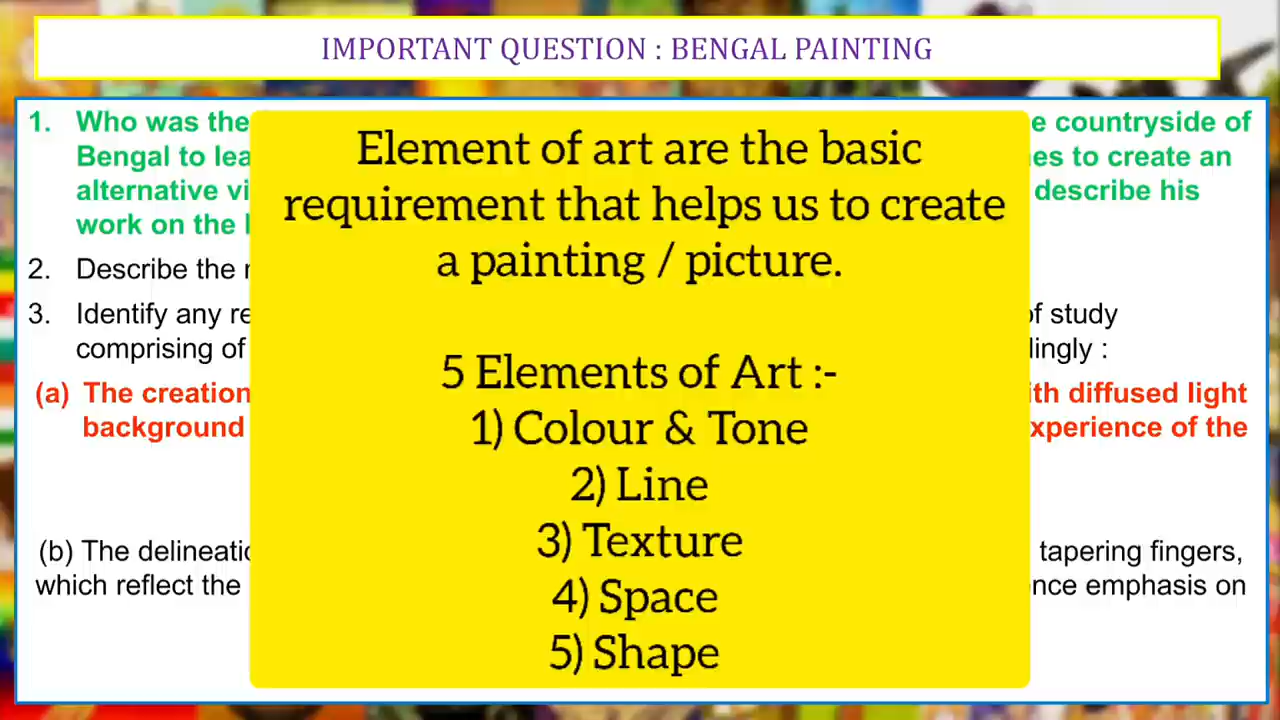 IMPORTANT QUESTION : BENGAL PAINTING
1. Who was the
e countryside of
Bengal to lea
es to create an
alternative vi
describe his
work on the
2. Describe the
3. Identify any re
of study
comprising of
dingly :
(a) The creation
ith diffused light
background
xperience of the
(b) The delineatio
tapering fingers,
which reflect the
nce emphasis on
Element of art are the basic
requirement that helps us to create
a painting / picture.
5 Elements of Art :-
1) Colour & Tone
2) Line
3) Texture
4) Space
5) Shape